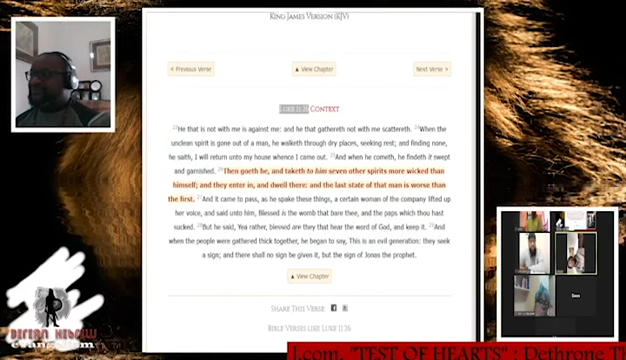 King James Version (KJV)
< Previous Verse
▲ View Chapter
Next Verse >
Luke 11:26 Context
23He that is not with me is against me: and he that gathereth not with me scattereth. 24When the
unclean spirit is gone out of a man, he walketh through dry places, seeking rest; and finding none,
he saith, I will return unto my house whence I came out. 25And when he cometh, he findeth it swept
and garnished. 26Then goeth he, and taketh to him seven other spirits more wicked than
himself; and they enter in, and dwell there: and the last state of that man is worse than
the first. 27And it came to pass, as he spake these things, a certain woman of the company lifted up
her voice, and said unto him, Blessed is the womb that bare thee, and the paps which thou hast
sucked. 28But he said, Yea rather, blessed are they that hear the word of God, and keep it. 29And
when the people were gathered thick together, he began to say, This is an evil generation: they seek
a sign; and there shall no sign be given it, but the sign of Jonas the prophet.
▲ View Chapter
Share This Verse:
Bible Verses Like Luke 11:26
l.com, "TEST OF HEARTS" : Dethrone T